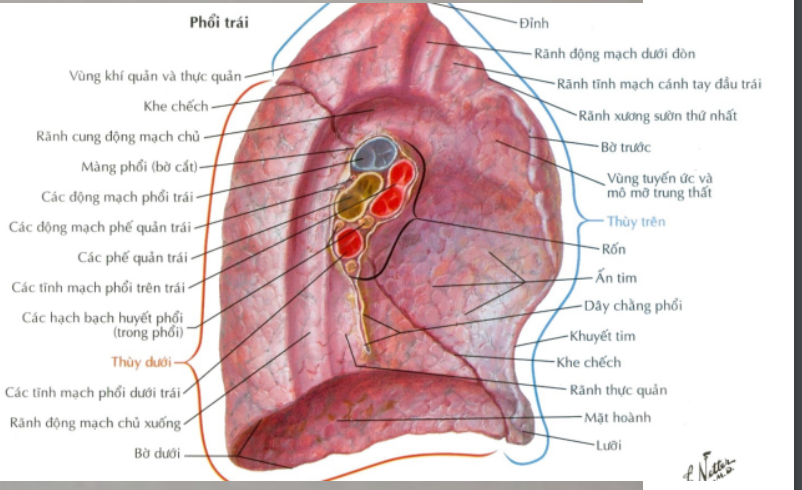 Phổi trái
Vùng khí quản và thực quản
Khe chếch
Rãnh cung động mạch chủ
Màng phổi (bờ cắt)
Các động mạch phổi trái
Các động mạch phế quản trái
Các phế quản trái
Các tĩnh mạch phổi trên trái
Các hạch bạch huyết phổi
(trong phổi)
Thùy dưới
Các tĩnh mạch phổi dưới trái
Rãnh động mạch chủ xuống
Bờ dưới
Đỉnh
Rãnh động mạch dưới đòn
Rãnh tĩnh mạch cánh tay đầu trái
Rãnh xương sườn thứ nhất
Bờ trước
Vùng tuyến ức và
mô mỡ trung thất
Thùy trên
Rốn
Ấn tim
Dây chằng phổi
Khuyết tim
Khe chếch
Rãnh thực quản
Mặt hoành
Lưỡi
F. Netter
M.D.